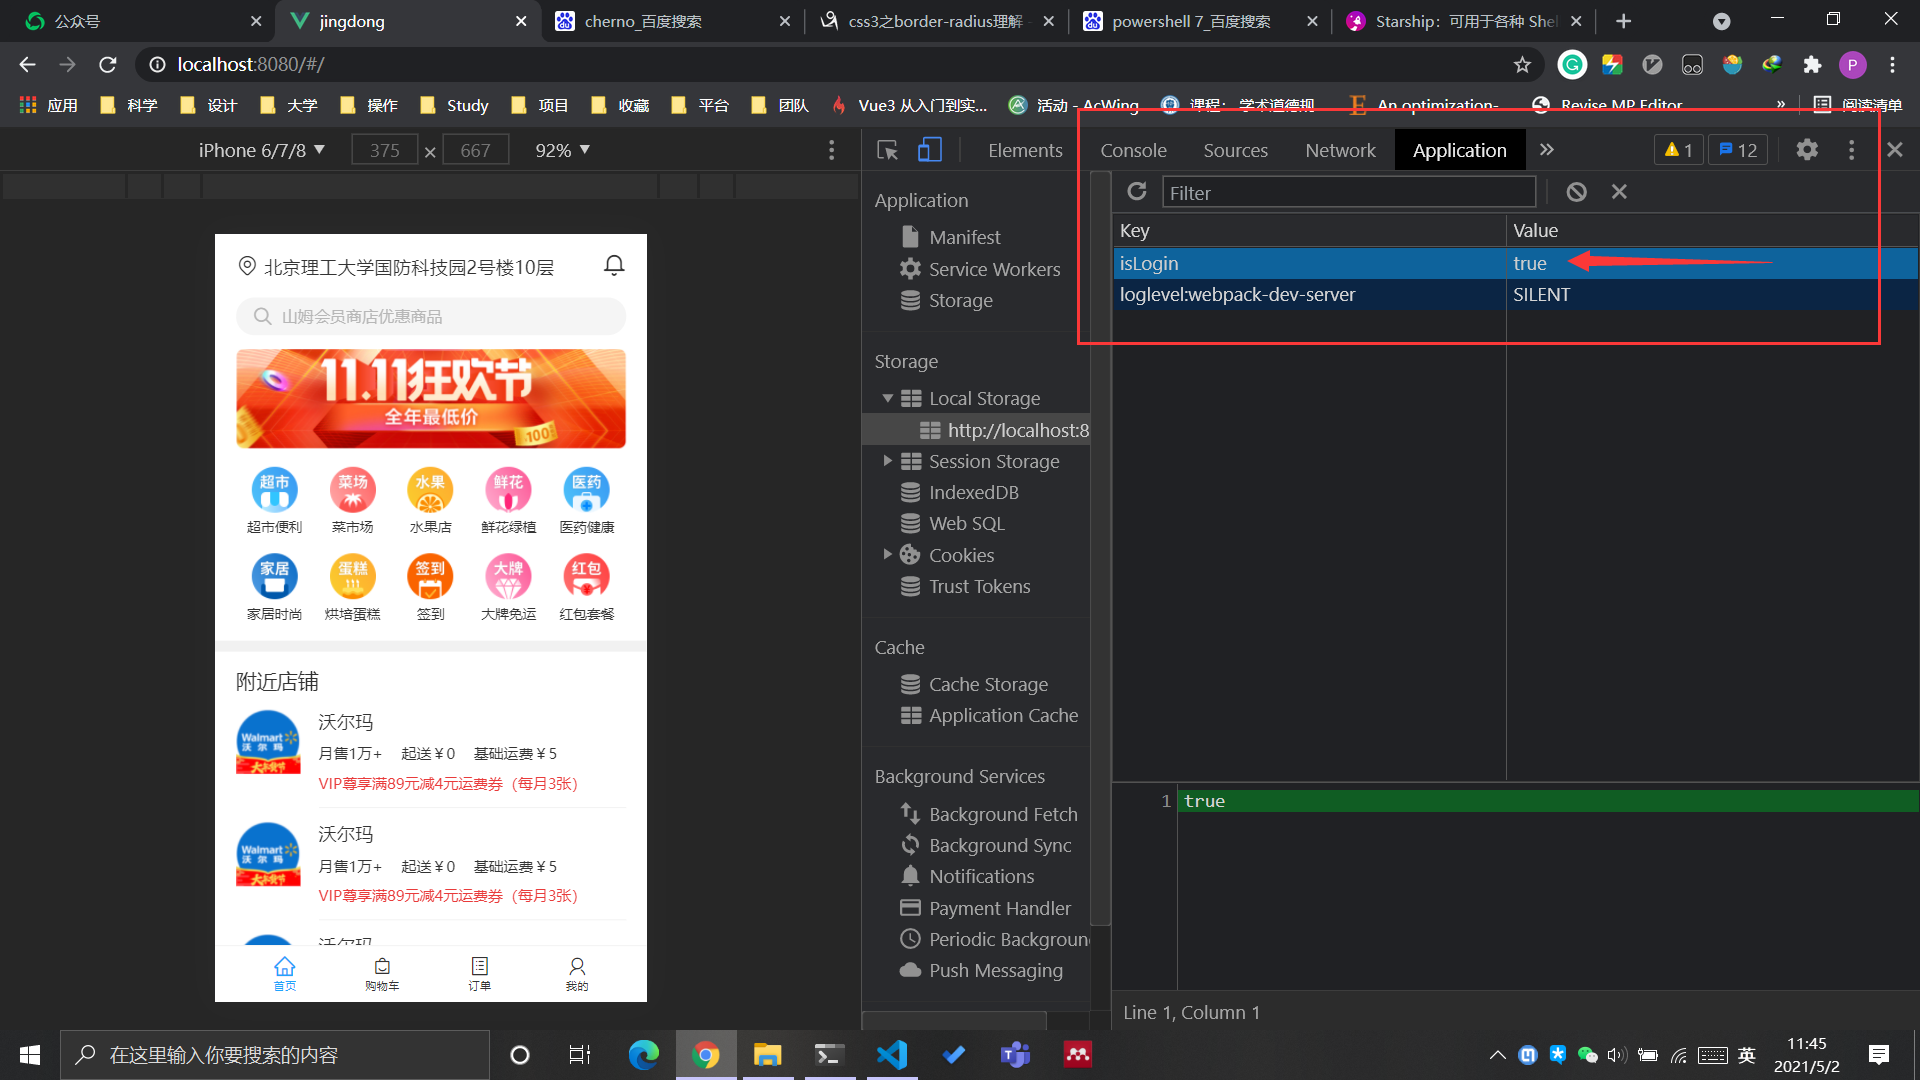 公众号
jingdong
cherno_百度搜索
css3之border-radius理解
powershell 7_百度搜索
Starship：可用于各种 Shel
localhost:8080/#/
P
应用
科学
设计
大学
操作
Study
项目
收藏
平台
团队
Vue3 从入门到实...
活动 - AcWing
课程： 学术道德规
An optimization-
Revise MP Editor
»
阅读清单
iPhone 6/7/8
375 × 667
92%
Elements
Console
Sources
Network
Application
»
1
12
Application
Manifest
Service Workers
Storage
Storage
Local Storage
http://localhost:8
Session Storage
IndexedDB
Web SQL
Cookies
Trust Tokens
Cache
Cache Storage
Application Cache
Background Services
Background Fetch
Background Sync
Notifications
Payment Handler
Periodic Backgroun
Push Messaging
Filter
Key Value
isLogin true
loglevel:webpack-dev-server SILENT
1 true
Line 1, Column 1
北京理工大学国防科技园2号楼10层
山姆会员商店优惠商品
11.11狂欢节
全年最低价
100
超市 菜场 水果 鲜花 医药
超市便利 菜市场 水果店 鲜花绿植 医药健康
家居 蛋糕 签到 大牌 红包
家居时尚 烘培蛋糕 签到 大牌免运 红包套餐
附近店铺
Walmart
沃尔玛
沃尔玛
月售1万+ 起送￥0 基础运费￥5
VIP尊享满89元减4元运费券（每月3张）
Walmart
沃尔玛
沃尔玛
月售1万+ 起送￥0 基础运费￥5
VIP尊享满89元减4元运费券（每月3张）
沃尔玛
首页 购物车 订单 我的
在这里输入你要搜索的内容
英
11:45
2021/5/2